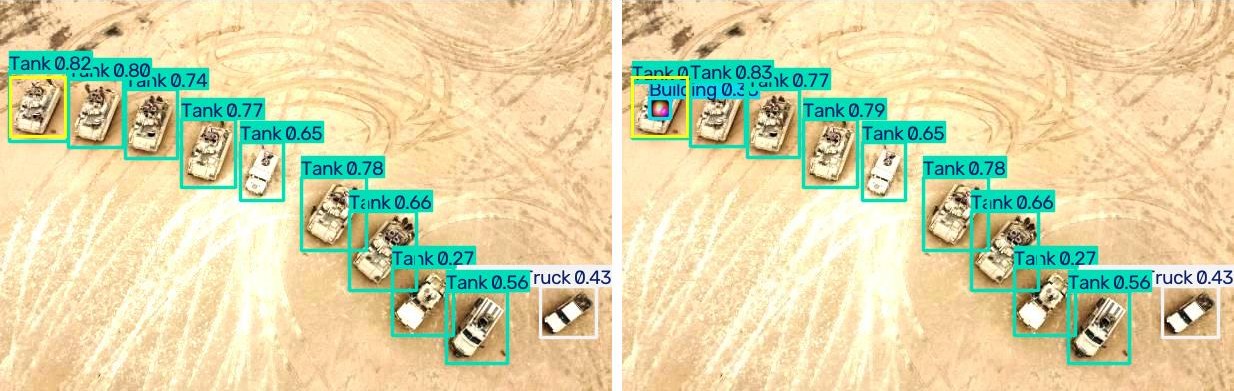 Tank 0.82
Tank 0.80
Tank 0.74
Tank 0.77
Tank 0.65
Tank 0.78
Tank 0.66
Tank 0.27
Tank 0.56
Truck 0.43
Tank
Tank 0.83
Building
Tank 0.77
Tank 0.79
Tank 0.65
Tank 0.78
Tank 0.66
Tank 0.27
Tank 0.56
Truck 0.43